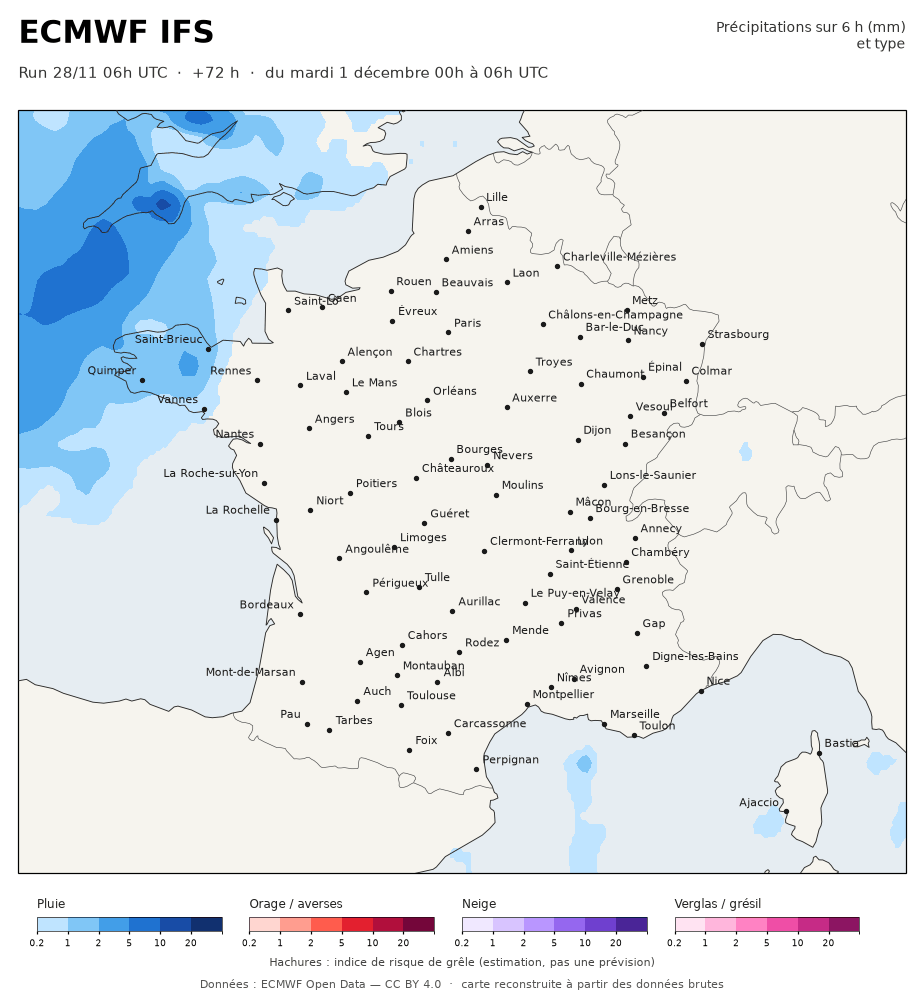 ECMWF IFS
Précipitations sur 6 h (mm)
et type
Run 28/11 06h UTC · +72 h · du mardi 1 décembre 00h à 06h UTC
Lille
Arras
Amiens
Charleville-Mézières
Laon
Rouen
Beauvais
Saint-Lô
Caen
Metz
Châlons-en-Champagne
Évreux
Paris
Bar-le-Duc
Nancy
Strasbourg
Saint-Brieuc
Alençon
Chartres
Troyes
Épinal
Quimper
Rennes
Laval
Le Mans
Chaumont
Colmar
Vannes
Orléans
Auxerre
Belfort
Vesoul
Angers
Blois
Tours
Nantes
Dijon
Besançon
Bourges
Nevers
La Roche-sur-Yon
Châteauroux
Lons-le-Saunier
Poitiers
Moulins
Niort
La Rochelle
Mâcon
Bourg-en-Bresse
Guéret
Annecy
Limoges
Clermont-Ferrand
Lyon
Angoulême
Chambéry
Saint-Étienne
Périgueux
Tulle
Grenoble
Le Puy-en-Velay
Valence
Bordeaux
Aurillac
Privas
Gap
Mende
Cahors
Rodez
Agen
Digne-les-Bains
Mont-de-Marsan
Montauban
Albi
Avignon
Nîmes
Nice
Auch
Toulouse
Montpellier
Pau
Tarbes
Carcassonne
Marseille
Toulon
Foix
Bastia
Perpignan
Ajaccio
Pluie
Orage / averses
Neige
Verglas / grésil
0.2 1 2 5 10 20
0.2 1 2 5 10 20
0.2 1 2 5 10 20
0.2 1 2 5 10 20
Hachures : indice de risque de grêle (estimation, pas une prévision)
Données : ECMWF Open Data — CC BY 4.0 · carte reconstruite à partir des données brutes